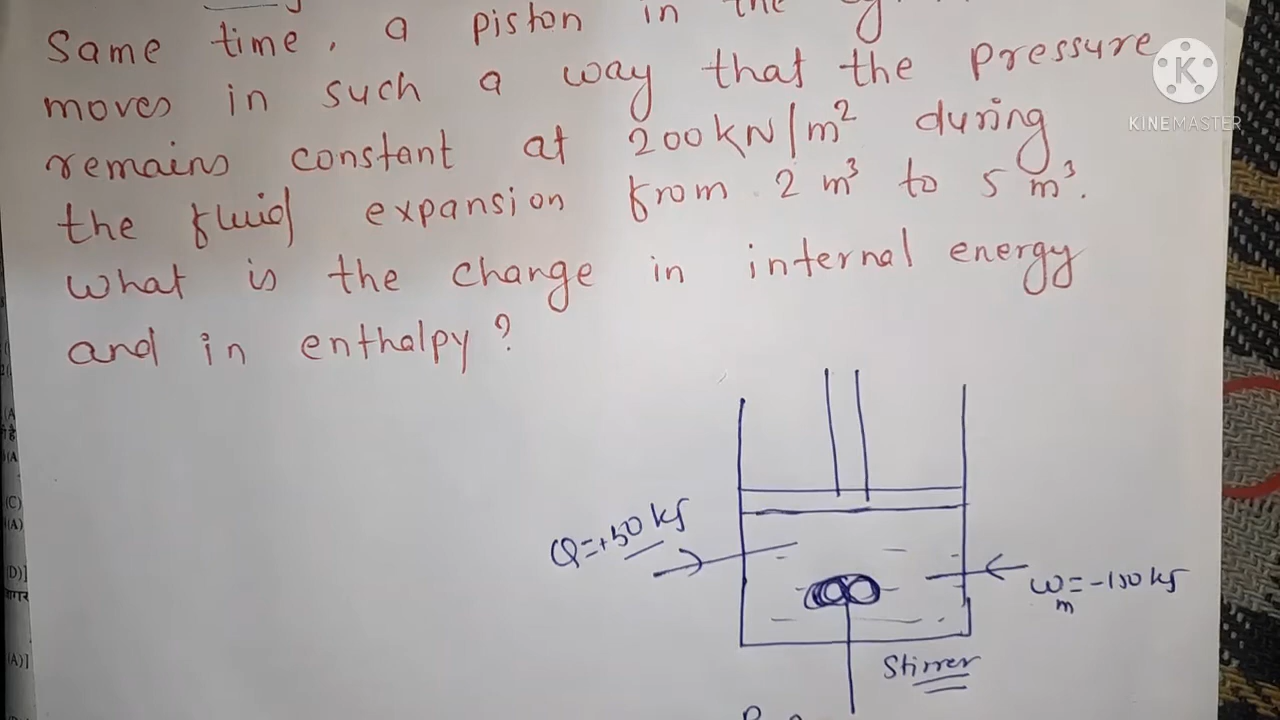 Same time, a piston in the
moves in such a way that the pressure
remains constant at 200kN/m² during
the fluid expansion from 2 m³ to 5 m³.
What is the change in internal energy
and in enthalpy?
K
KINEMASTER
Q=+50 kJ
Wm=-150 kJ
Stirrer
(A
(A
(C)
(A)
(D)]
(A)]